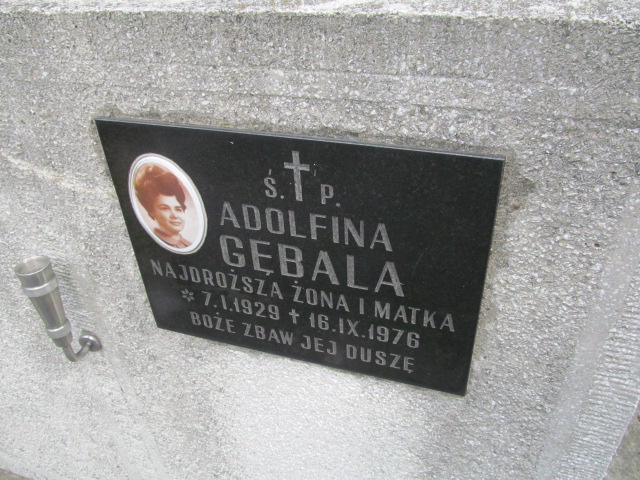 Ś. P.
ADOLFINA
GĘBALA
NAJDROŻSZA ŻONA I MATKA
* 7.I.1929 † 16.IX.1976
BOŻE ZBAW JEJ DUSZĘ